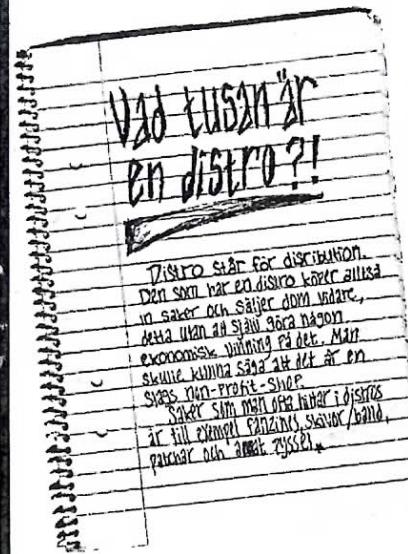 Vad tusan är
en distro?!
Distro står för distribution.
Den som har en distro köper alltså
in saker och säljer dom vidare,
detta utan att själv göra någon
ekonomisk vinning på det. Man
skulle kunna säga att det är en
slags non-profit-shop.
Saker som man ofta hittar i distros
är till exempel fanzines, skivor/band,
patchar och annat pyssel.